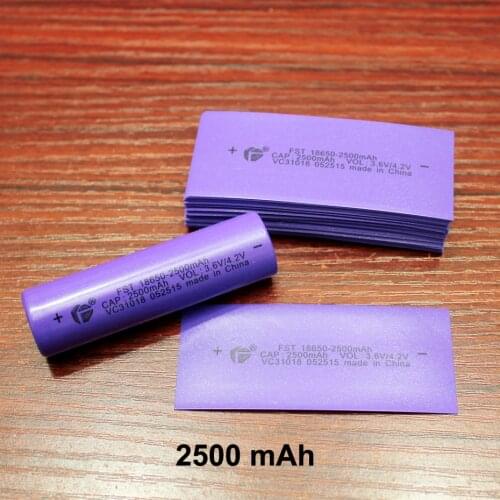 + FST 18650-2500mAh -
CAP : 2500mAh VOL : 3.6V/4.2V
VC31018 052515 made in China
+ FST 18650-2500mAh -
CAP : 2500mAh VOL : 3.6V/4.2V
VC31018 052515 made in China
+ FST 18650-2500mAh -
CAP : 2500mAh VOL : 3.6V/4.2V
VC31018 052515 made in China
2500 mAh